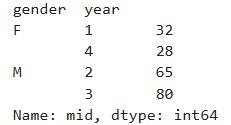 gender  year
F       1       32
        4       28
M       2       65
        3       80
Name: mid, dtype: int64